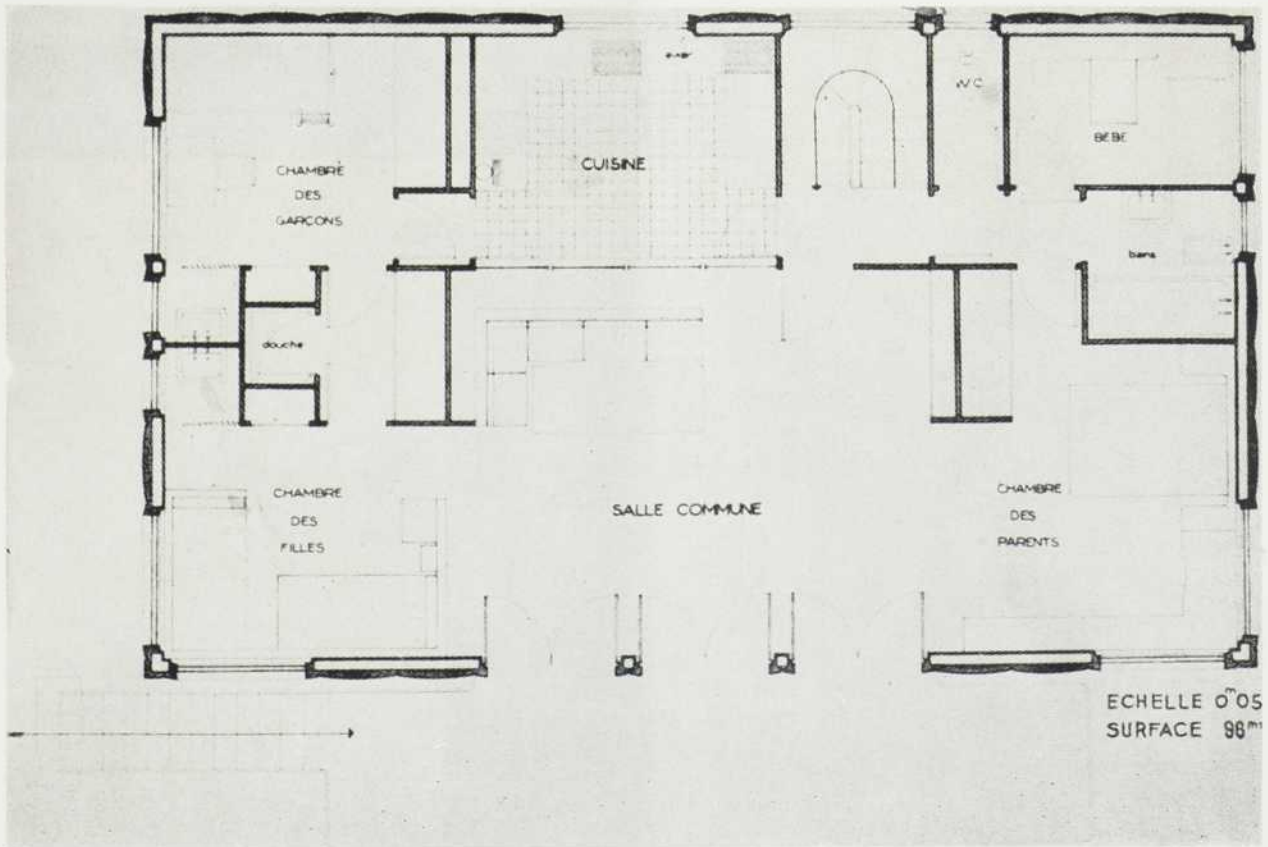 CHAMBRE
DES
GARÇONS
CUISINE
WC
BEBE
bains
douche
CHAMBRE
DES
FILLES
SALLE COMMUNE
CHAMBRE
DES
PARENTS
ECHELLE 0ᵐ05
SURFACE 96ᵐ²